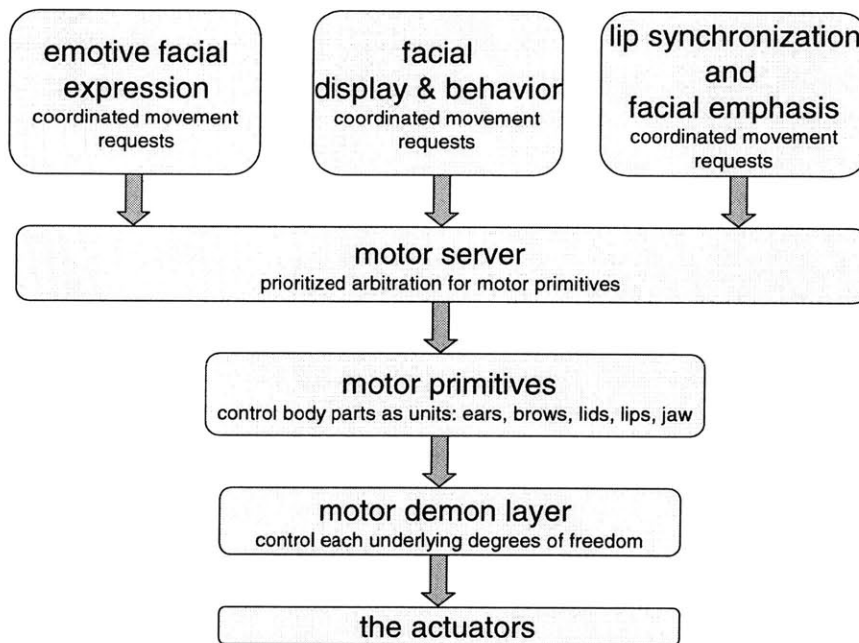 emotive facial
expression
coordinated movement
requests
facial
display & behavior
coordinated movement
requests
lip synchronization
and
facial emphasis
coordinated movement
requests
motor server
prioritized arbitration for motor primitives
motor primitives
control body parts as units: ears, brows, lids, lips, jaw
motor demon layer
control each underlying degrees of freedom
the actuators